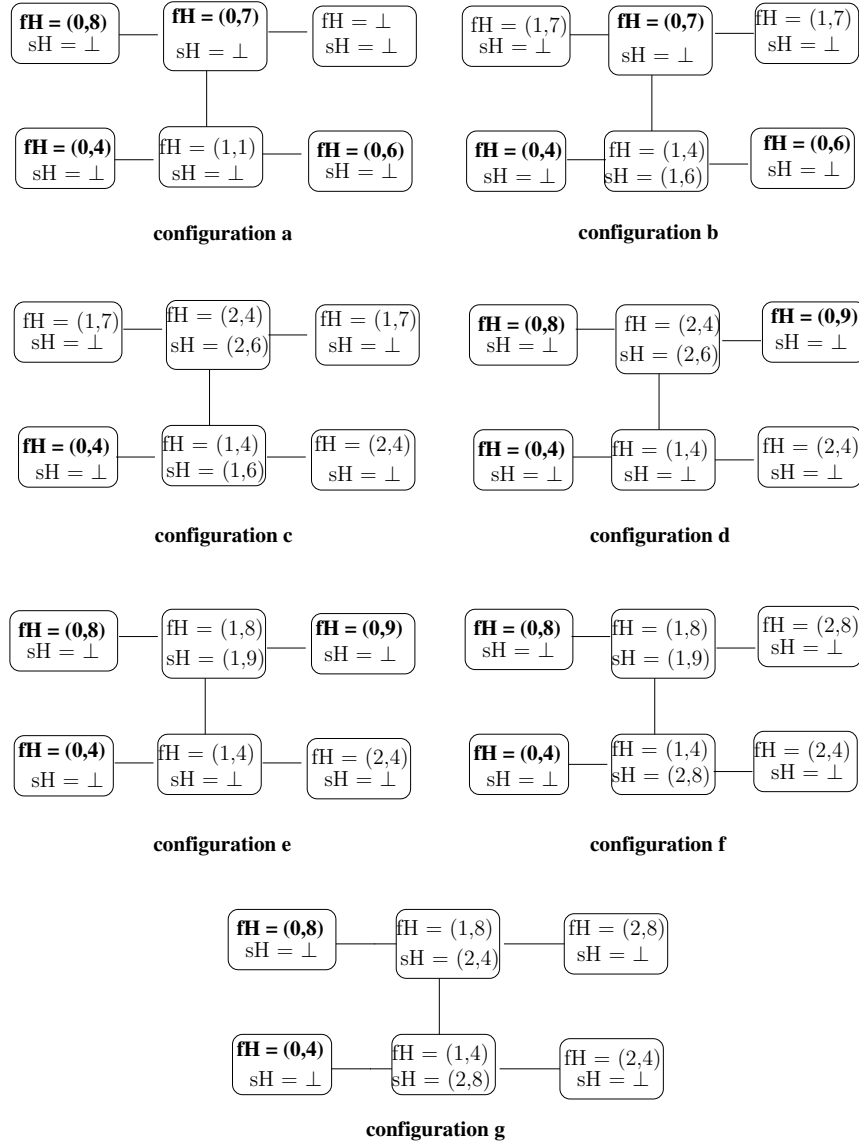 fH = (0,8)
sH = ⊥
fH = (0,7)
sH = ⊥
fH = ⊥
sH = ⊥
fH = (0,4)
sH = ⊥
fH = (1,1)
sH = ⊥
fH = (0,6)
sH = ⊥
configuration a
fH = (1,7)
sH = ⊥
fH = (0,7)
sH = ⊥
fH = (1,7)
sH = ⊥
fH = (0,4)
sH = ⊥
fH = (1,4)
sH = (1,6)
fH = (0,6)
sH = ⊥
configuration b
fH = (1,7)
sH = ⊥
fH = (2,4)
sH = (2,6)
fH = (1,7)
sH = ⊥
fH = (0,4)
sH = ⊥
fH = (1,4)
sH = (1,6)
fH = (2,4)
sH = ⊥
configuration c
fH = (0,8)
sH = ⊥
fH = (2,4)
sH = (2,6)
fH = (0,9)
sH = ⊥
fH = (0,4)
sH = ⊥
fH = (1,4)
sH = ⊥
fH = (2,4)
sH = ⊥
configuration d
fH = (0,8)
sH = ⊥
fH = (1,8)
sH = (1,9)
fH = (0,9)
sH = ⊥
fH = (0,4)
sH = ⊥
fH = (1,4)
sH = ⊥
fH = (2,4)
sH = ⊥
configuration e
fH = (0,8)
sH = ⊥
fH = (1,8)
sH = (1,9)
fH = (2,8)
sH = ⊥
fH = (0,4)
sH = ⊥
fH = (1,4)
sH = (2,8)
fH = (2,4)
sH = ⊥
configuration f
fH = (0,8)
sH = ⊥
fH = (1,8)
sH = (2,4)
fH = (2,8)
sH = ⊥
fH = (0,4)
sH = ⊥
fH = (1,4)
sH = (2,8)
fH = (2,4)
sH = ⊥
configuration g